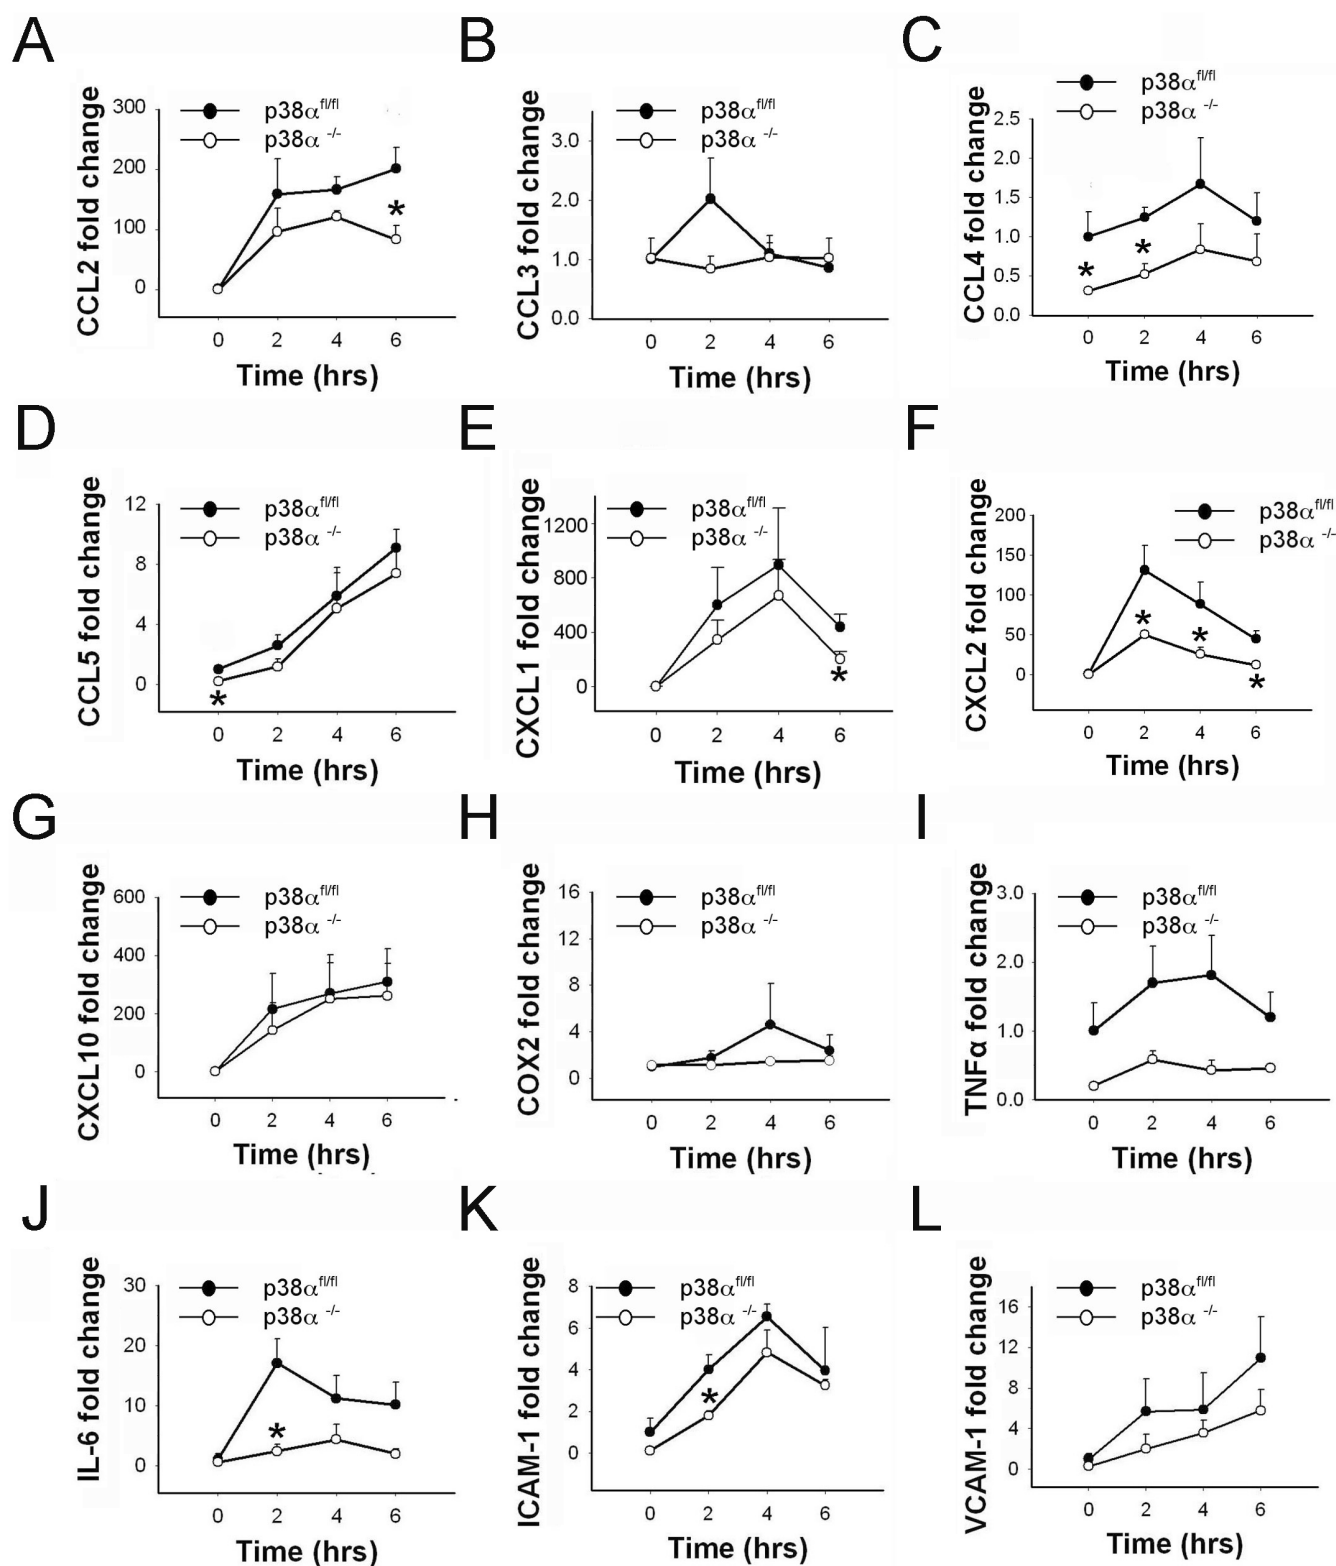 A
CCL2 fold change
p38α fl/fl
p38α -/-
300
200
100
0
*
0 2 4 6
Time (hrs)
B
CCL3 fold change
p38α fl/fl
p38α -/-
3.0
2.0
1.0
0.0
0 2 4 6
Time (hrs)
C
CCL4 fold change
p38α fl/fl
p38α -/-
2.5
2.0
1.5
1.0
0.5
0.0
* *
0 2 4 6
Time (hrs)
D
CCL5 fold change
p38α fl/fl
p38α -/-
12
8
4
0
*
0 2 4 6
Time (hrs)
E
CXCL1 fold change
p38α fl/fl
p38α -/-
1200
800
400
0
*
0 2 4 6
Time (hrs)
F
CXCL2 fold change
p38α fl/fl
p38α -/-
200
150
100
50
0
* * *
0 2 4 6
Time (hrs)
G
CXCL10 fold change
p38α fl/fl
p38α -/-
600
400
200
0
0 2 4 6
Time (hrs)
H
COX2 fold change
p38α fl/fl
p38α -/-
16
12
8
4
0
0 2 4 6
Time (hrs)
I
TNFα fold change
p38α fl/fl
p38α -/-
3.0
2.0
1.0
0.0
0 2 4 6
Time (hrs)
J
IL-6 fold change
p38α fl/fl
p38α -/-
30
20
10
0
*
0 2 4 6
Time (hrs)
K
ICAM-1 fold change
p38α fl/fl
p38α -/-
8
6
4
2
0
*
0 2 4 6
Time (hrs)
L
VCAM-1 fold change
p38α fl/fl
p38α -/-
16
12
8
4
0
0 2 4 6
Time (hrs)